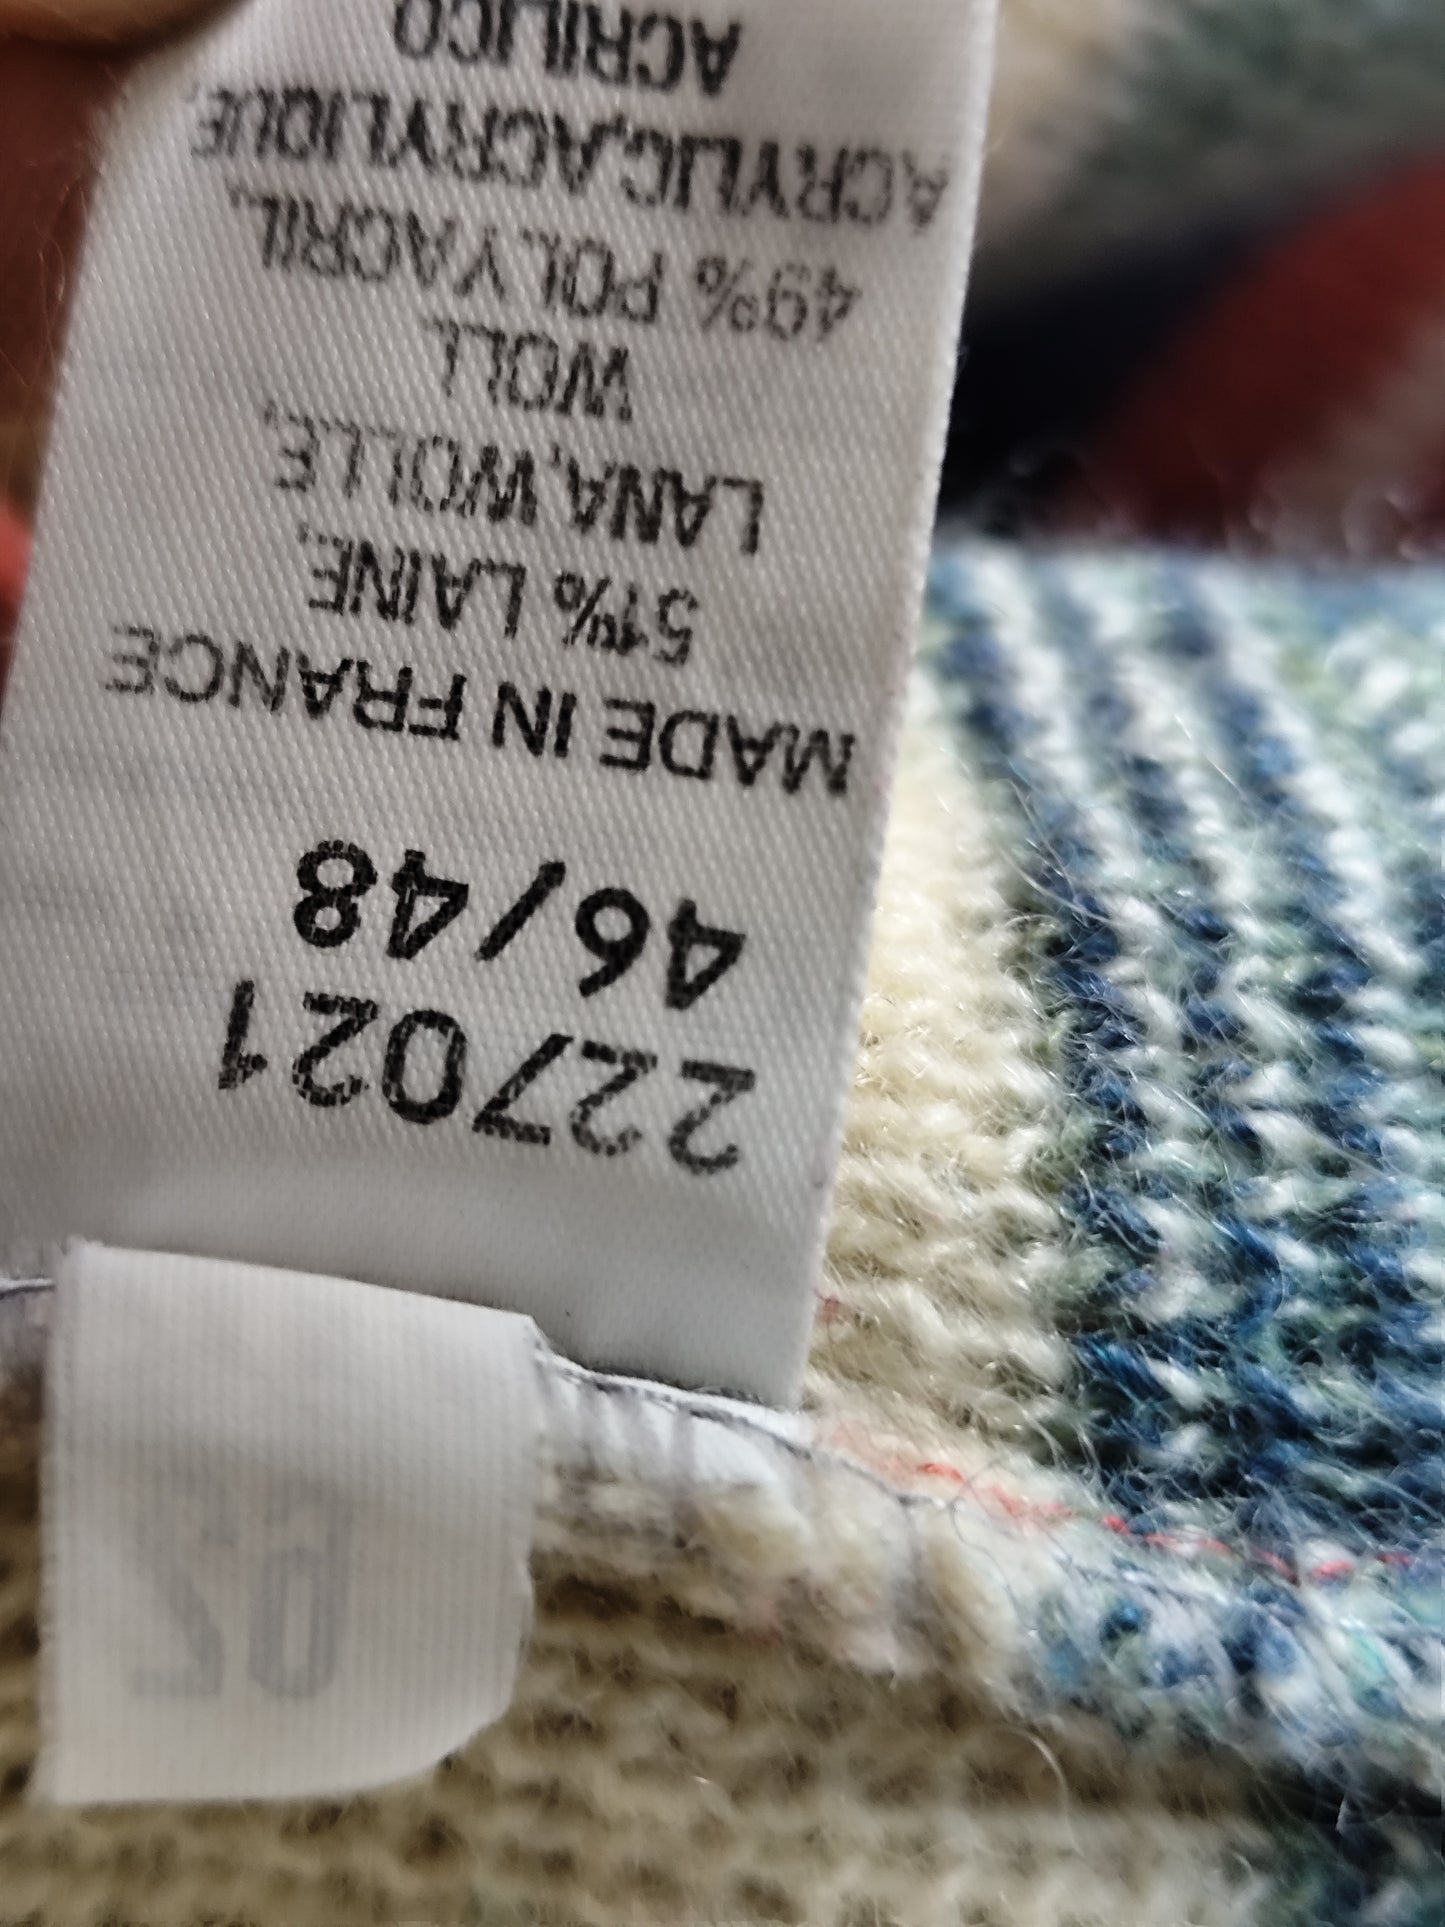 227021
46/48
MADE IN FRANCE
51% LAINE,
LANA,WOLLE,
WOLL
49% POLYACRIL,
ACRYLIC,ACRYLIQUE,
ACRILICO